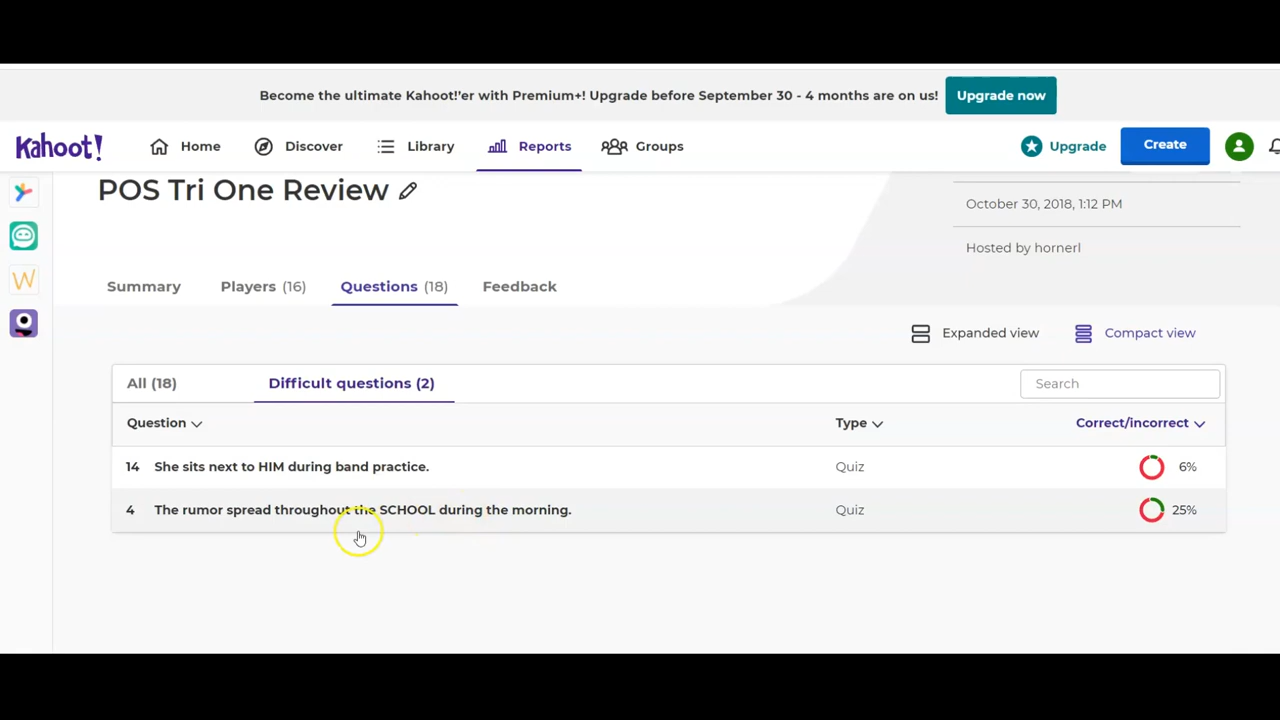 Become the ultimate Kahoot!'er with Premium+! Upgrade before September 30 - 4 months are on us! Upgrade now
Kahoot! Home Discover Library Reports Groups Upgrade Create
POS Tri One Review
October 30, 2018, 1:12 PM
Hosted by hornerl
W
Summary Players (16) Questions (18) Feedback
Expanded view Compact view
All (18) Difficult questions (2) Search
Question Type Correct/incorrect
14 She sits next to HIM during band practice. Quiz 6%
4 The rumor spread throughout the SCHOOL during the morning. Quiz 25%